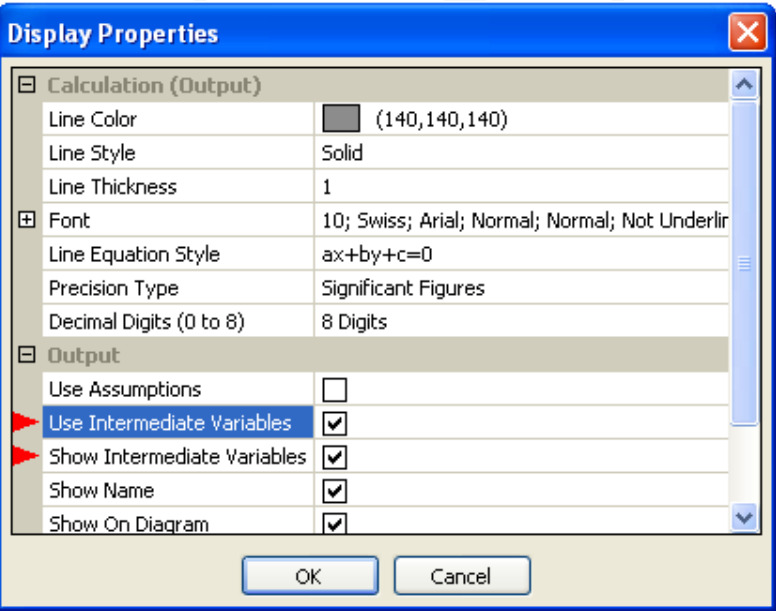 Display Properties
Calculation (Output)
Line Color (140,140,140)
Line Style Solid
Line Thickness 1
Font 10; Swiss; Arial; Normal; Normal; Not Underlin
Line Equation Style ax+by+c=0
Precision Type Significant Figures
Decimal Digits (0 to 8) 8 Digits
Output
Use Assumptions
Use Intermediate Variables
Show Intermediate Variables
Show Name
Show On Diagram
OK Cancel